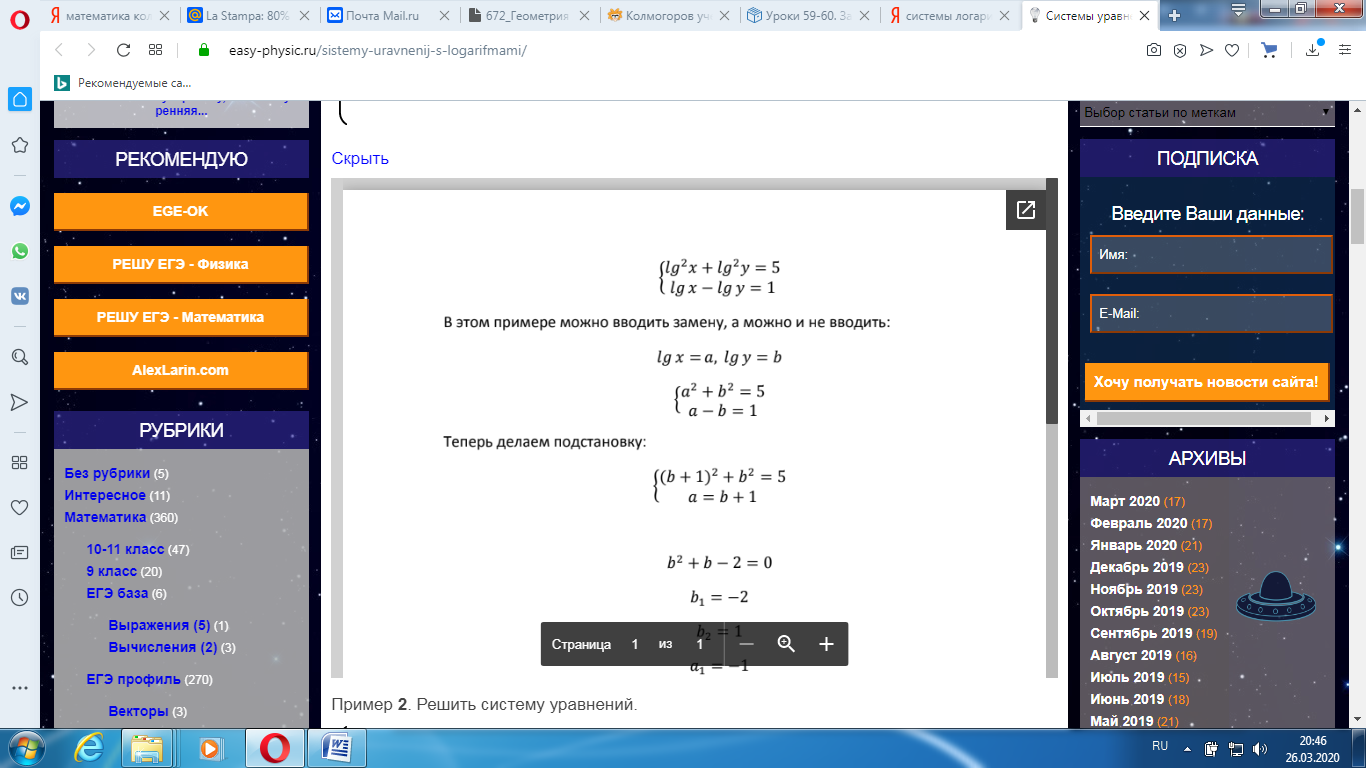 математика кол
La Stampa: 80%
Почта Mail.ru
672_Геометрия
Колмогоров уче
Уроки 59-60. За
системы логари
Системы уравне
easy-physic.ru/sistemy-uravnenij-s-logarifmami/
Рекомендуемые са...
ренняя...
РЕКОМЕНДУЮ
EGE-OK
РЕШУ ЕГЭ - Физика
РЕШУ ЕГЭ - Математика
AlexLarin.com
РУБРИКИ
Без рубрики (5)
Интересное (11)
Математика (360)
10-11 класс (47)
9 класс (20)
ЕГЭ база (6)
Выражения (5) (1)
Вычисления (2) (3)
ЕГЭ профиль (270)
Векторы (3)
Скрыть
{lg²x + lg²y = 5
lg x − lg y = 1
В этом примере можно вводить замену, а можно и не вводить:
lg x = a, lg y = b
{a² + b² = 5
a − b = 1
Теперь делаем подстановку:
{(b + 1)² + b² = 5
a = b + 1
b² + b − 2 = 0
b₁ = −2
b₂ = 1
Страница 1 из 1
a₁ = −1
Пример 2. Решить систему уравнений.
Выбор статьи по меткам
ПОДПИСКА
Введите Ваши данные:
Имя:
E-Mail:
Хочу получать новости сайта!
АРХИВЫ
Март 2020 (17)
Февраль 2020 (17)
Январь 2020 (21)
Декабрь 2019 (23)
Ноябрь 2019 (23)
Октябрь 2019 (23)
Сентябрь 2019 (19)
Август 2019 (16)
Июль 2019 (15)
Июнь 2019 (18)
Май 2019 (21)
RU
20:46
26.03.2020